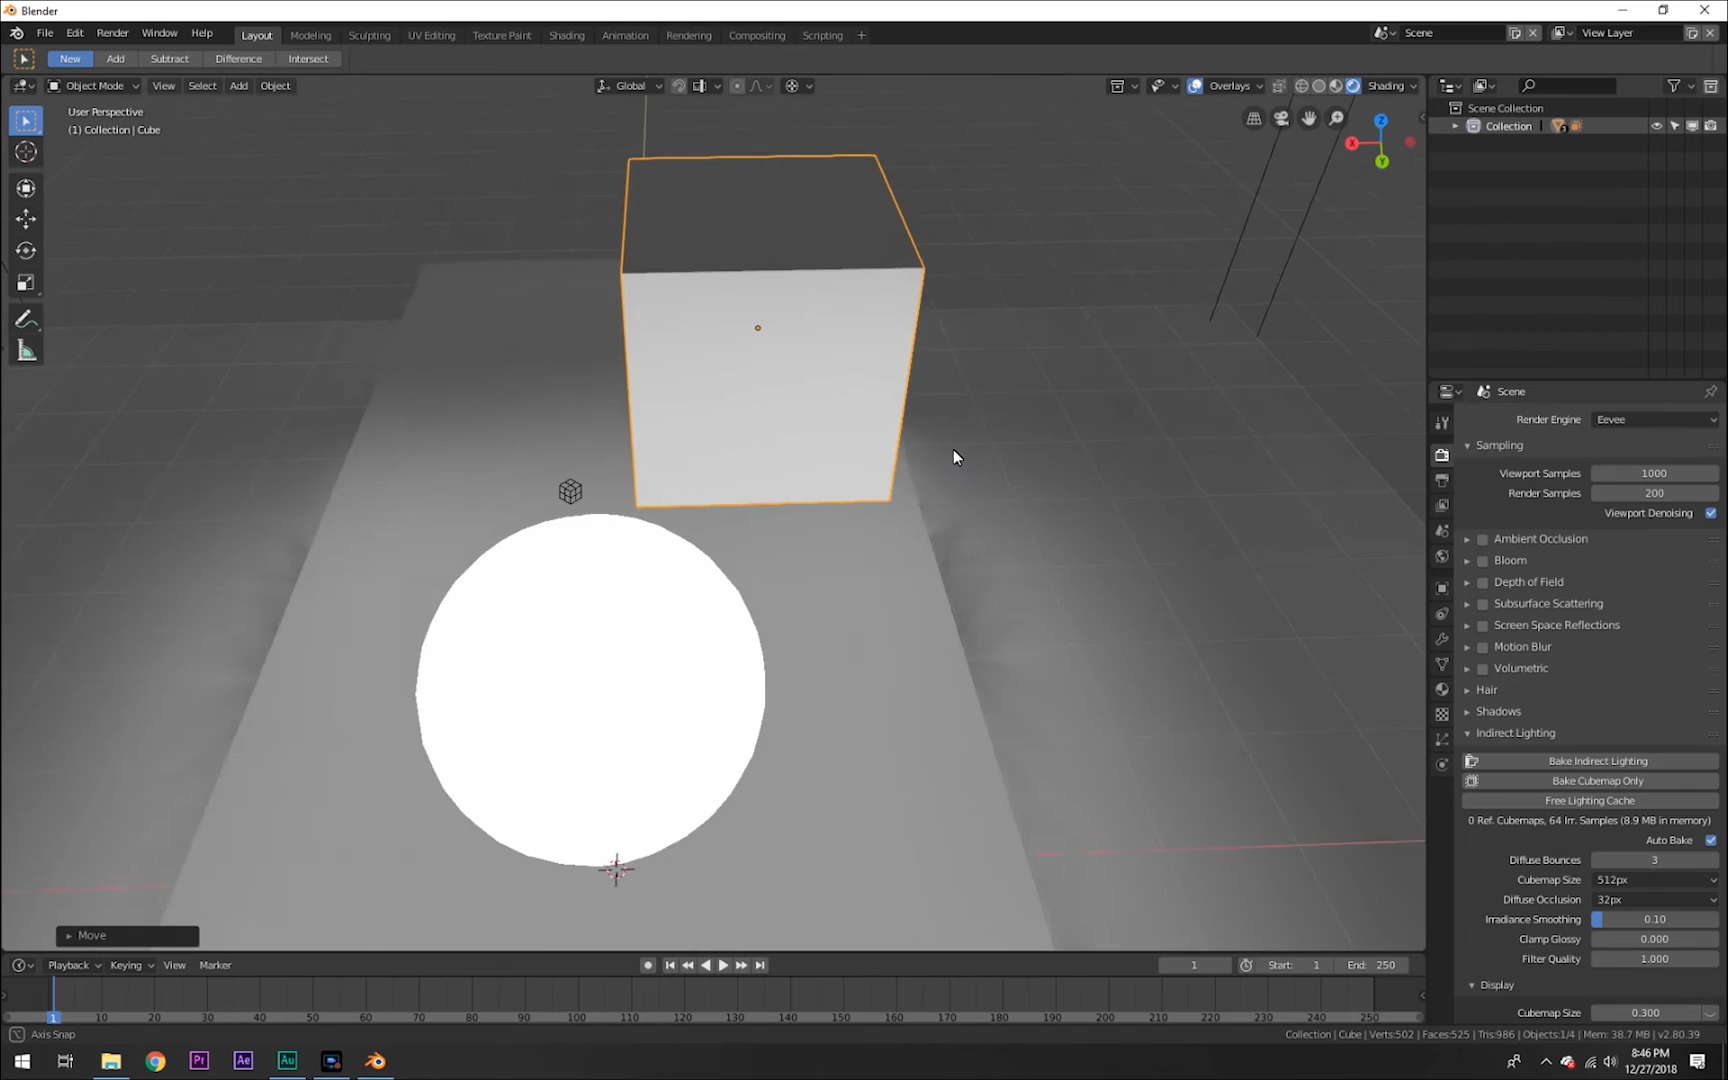 Blender
File Edit Render Window Help Layout Modeling Sculpting UV Editing Texture Paint Shading Animation Rendering Compositing Scripting + Scene View Layer
New Add Subtract Difference Intersect
Object Mode View Select Add Object Global Overlays Shading
User Perspective
(1) Collection | Cube
Z
X
Y
Scene Collection
Collection
Scene
Render Engine Eevee
Sampling
Viewport Samples 1000
Render Samples 200
Viewport Denoising
Ambient Occlusion
Bloom
Depth of Field
Subsurface Scattering
Screen Space Reflections
Motion Blur
Volumetric
Hair
Shadows
Indirect Lighting
Bake Indirect Lighting
Bake Cubemap Only
Free Lighting Cache
0 Ref. Cubemaps, 64 Irr. Samples (8.9 MB in memory)
Auto Bake
Diffuse Bounces 3
Cubemap Size 512px
Diffuse Occlusion 32px
Irradiance Smoothing 0.10
Clamp Glossy 0.000
Filter Quality 1.000
Display
Cubemap Size 0.300
Move
Playback Keying View Marker 1 Start: 1 End: 250
1 10 20 30 40 50 60 70 80 90 100 110 120 130 140 150 160 170 180 190 200 210 220 230 240 250
Axis Snap
Collection | Cube | Verts:502 | Faces:525 | Tris:986 | Objects:1/4 | Mem: 38.7 MB | v2.80.39
Pr Ae Au
8:46 PM
12/27/2018